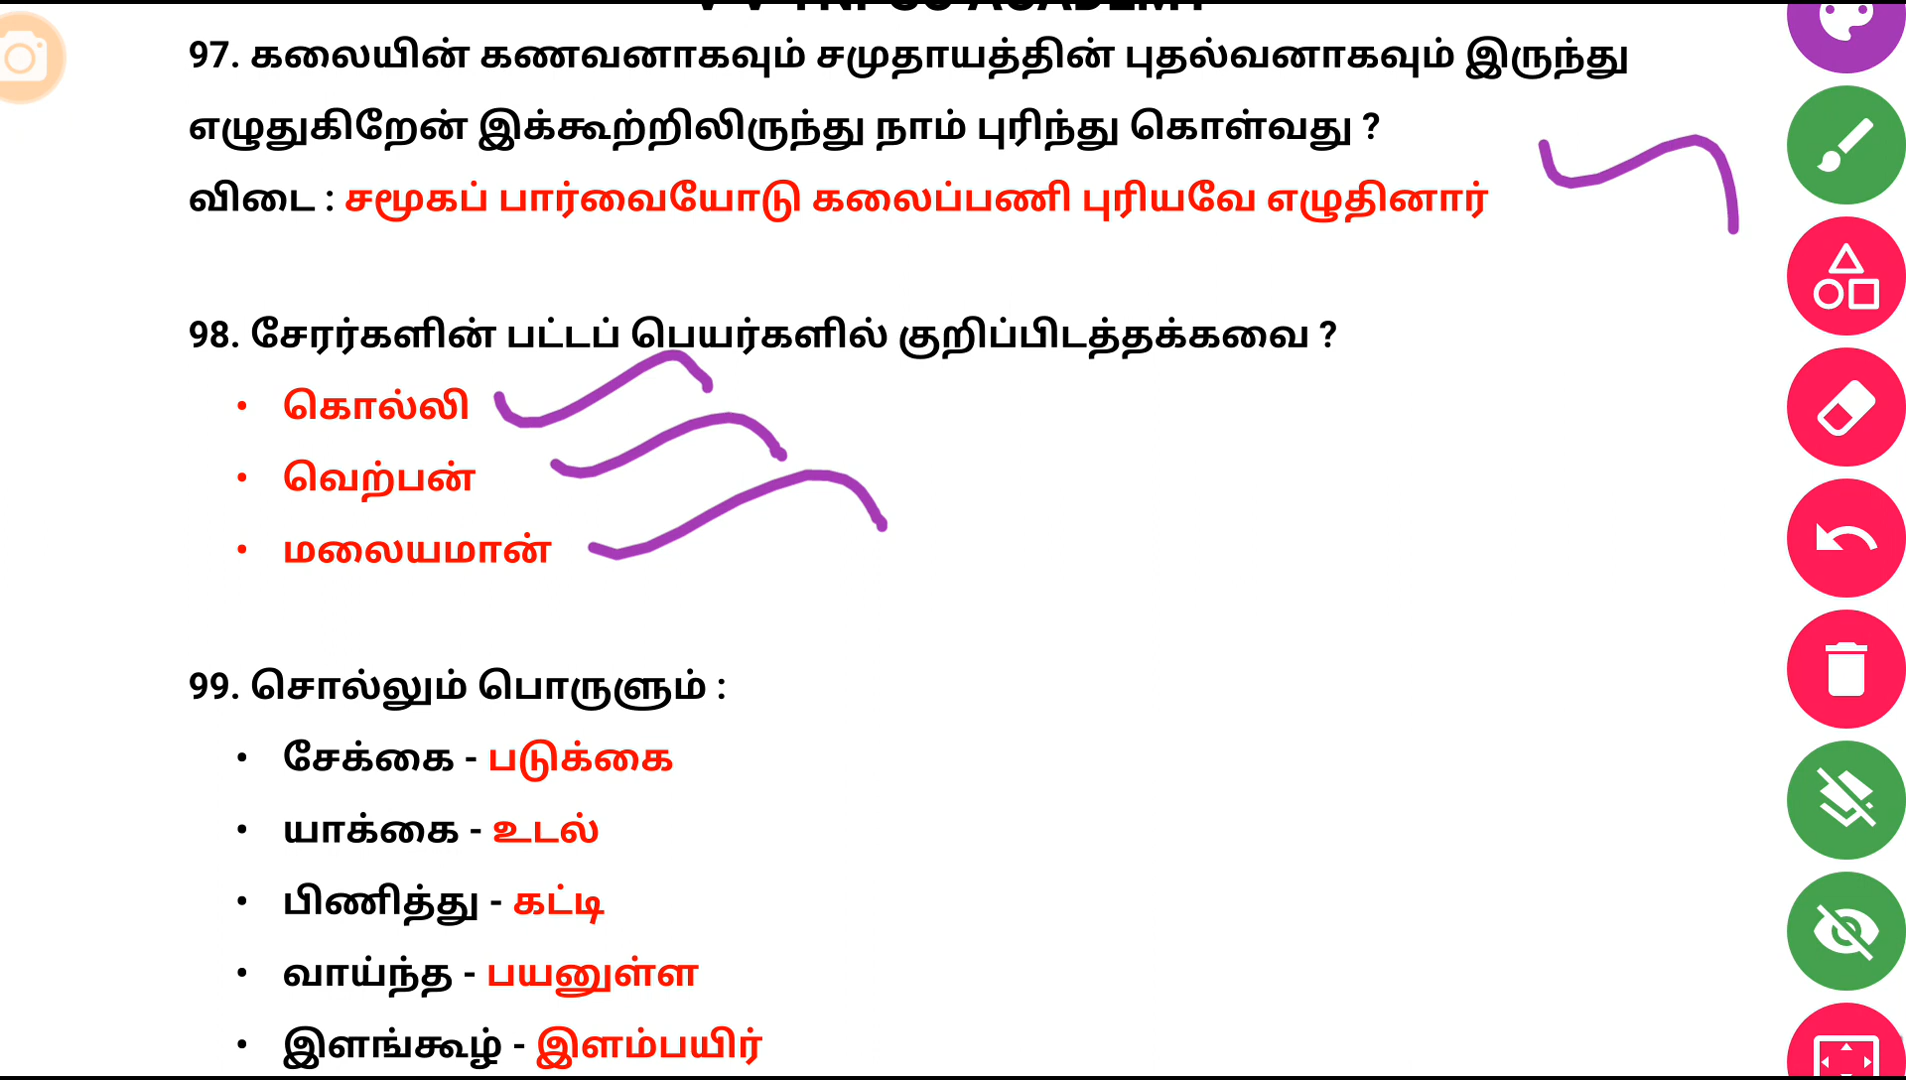 97. கலையின் கணவனாகவும் சமுதாயத்தின் புதல்வனாகவும் இருந்து
எழுதுகிறேன் இக்கூற்றிலிருந்து நாம் புரிந்து கொள்வது ?
விடை : சமூகப் பார்வையோடு கலைப்பணி புரியவே எழுதினார்
98. சேரர்களின் பட்டப் பெயர்களில் குறிப்பிடத்தக்கவை ?
• கொல்லி
• வெற்பன்
• மலையமான்
99. சொல்லும் பொருளும் :
• சேக்கை - படுக்கை
• யாக்கை - உடல்
• பிணித்து - கட்டி
• வாய்ந்த - பயனுள்ள
• இளங்கூழ் - இளம்பயிர்